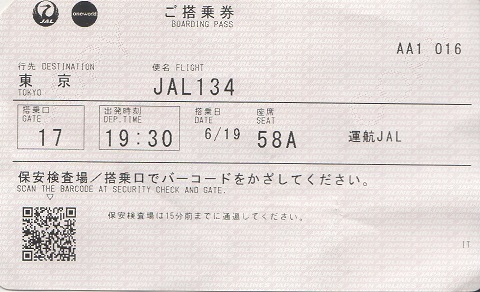 JAL oneworld
ご搭乗券
BOARDING PASS
AA1 016
行先 DESTINATION 便名 FLIGHT
東 京 JAL134
TOKYO
搭乗口 出発時刻 搭乗日 座席
GATE DEP.TIME DATE SEAT
17 19:30 6/19 58A 運航JAL
保安検査場/搭乗口でバーコードをかざしてください。
SCAN THE BARCODE AT SECURITY CHECK AND GATE.
保安検査場は15分前までに通過してください。
IT